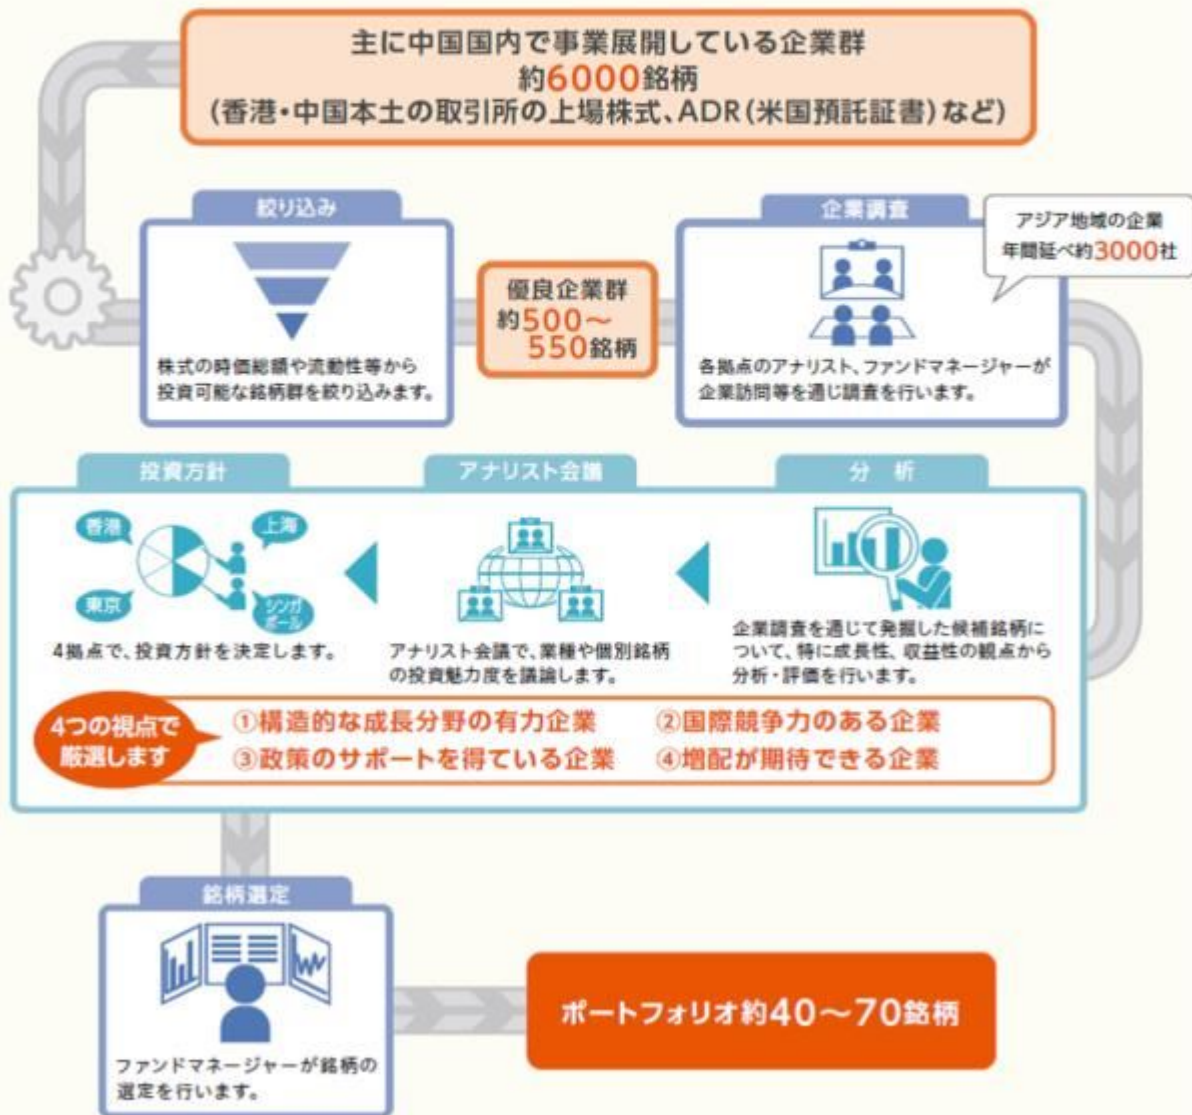 主に中国国内で事業展開している企業群
約6000銘柄
(香港・中国本土の取引所の上場株式、ADR(米国預託証書)など)
絞り込み
株式の時価総額や流動性等から
投資可能な銘柄群を絞り込みます。
優良企業群
約500～
550銘柄
企業調査
アジア地域の企業
年間延べ約3000社
各拠点のアナリスト、ファンドマネージャーが
企業訪問等を通じ調査を行います。
投資方針
香港
上海
東京
シンガ
ポール
4拠点で、投資方針を決定します。
アナリスト会議
アナリスト会議で、業種や個別銘柄
の投資魅力度を議論します。
分 析
企業調査を通じて発掘した候補銘柄に
ついて、特に成長性、収益性の観点から
分析・評価を行います。
4つの視点で
厳選します
①構造的な成長分野の有力企業 ②国際競争力のある企業
③政策のサポートを得ている企業 ④増配が期待できる企業
銘柄選定
ファンドマネージャーが銘柄の
選定を行います。
ポートフォリオ約40～70銘柄